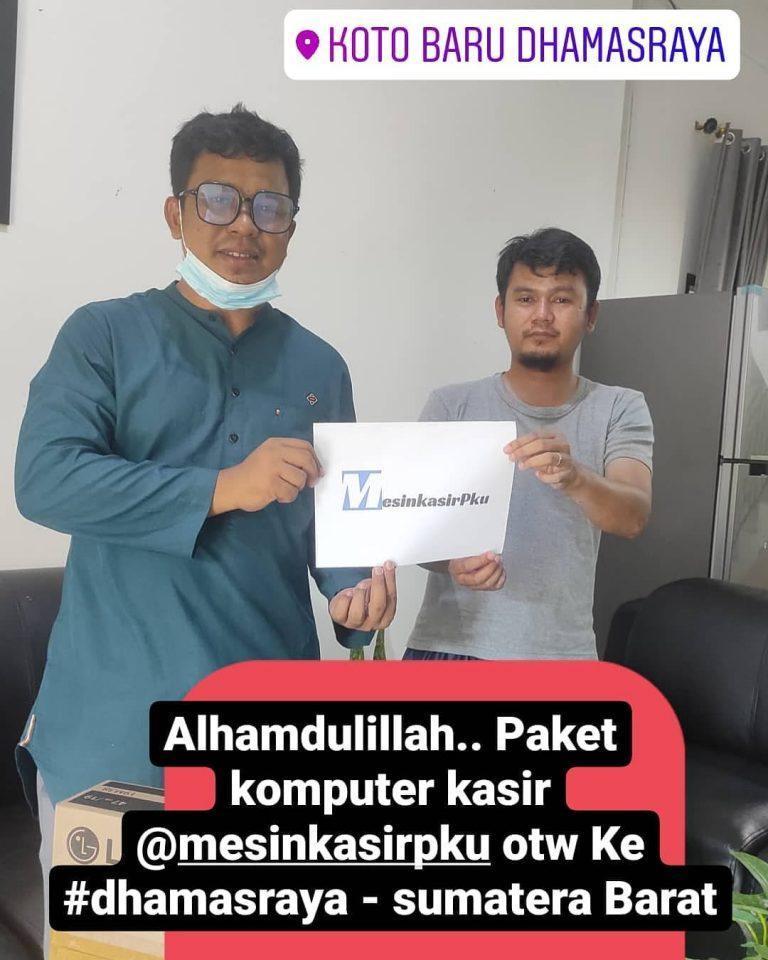 KOTO BARU DHAMASRAYA
MesinkasirPku
Alhamdulillah.. Paket
komputer kasir
@mesinkasirpku otw Ke
#dhamasraya - sumatera Barat
LG